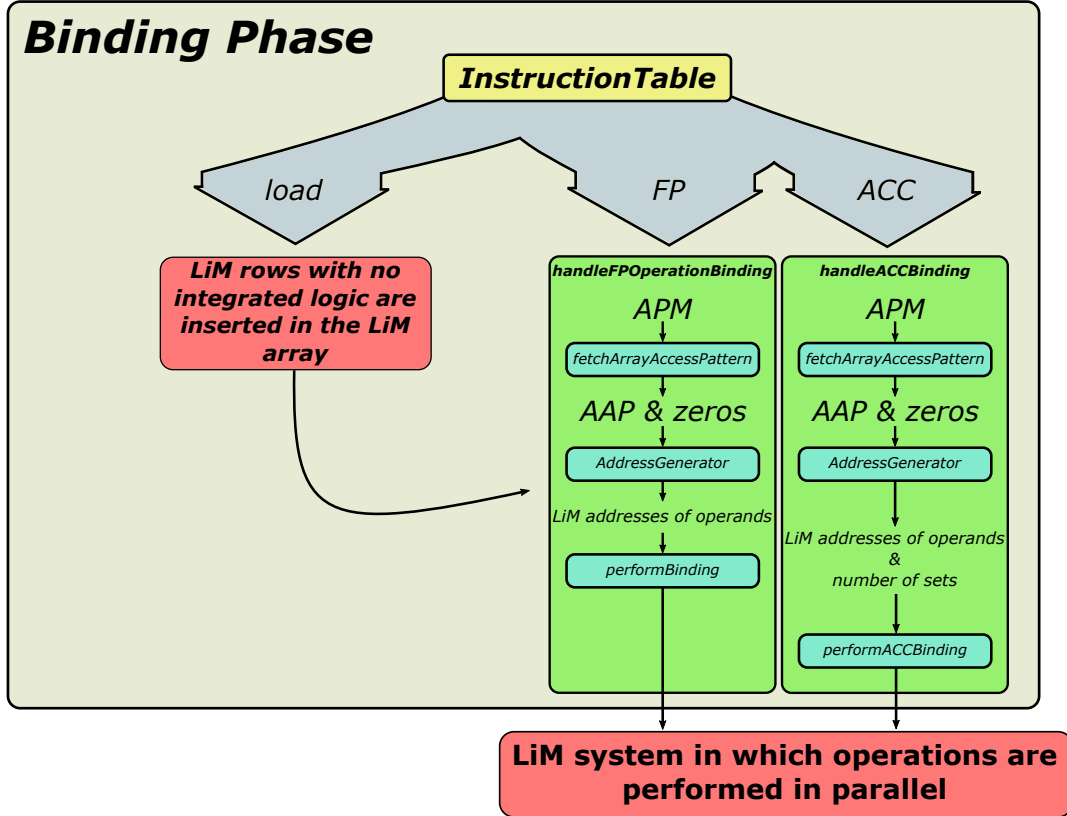 Binding Phase
InstructionTable
load
FP
ACC
LiM rows with no
integrated logic are
inserted in the LiM
array
handleFPOperationBinding
APM
fetchArrayAccessPattern
AAP & zeros
AddressGenerator
LiM addresses of operands
performBinding
handleACCBinding
APM
fetchArrayAccessPattern
AAP & zeros
AddressGenerator
LiM addresses of operands
&
number of sets
performACCBinding
LiM system in which operations are
performed in parallel